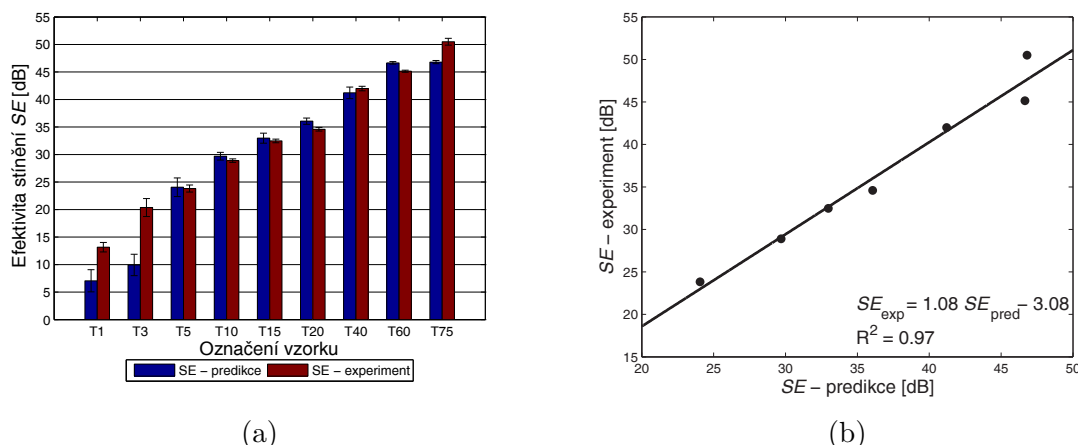 55
50
45
40
35
30
25
20
15
10
5
0
Efektivita stínění SE [dB]
T1 T3 T5 T10 T15 T20 T40 T60 T75
Označení vzorku
SE − predikce SE − experiment
(a)
50
45
40
35
30
25
20
15
SE − experiment [dB]
SEexp= 1.08 SEpred− 3.08
R2 = 0.97
20 25 30 35 40 45 50
SE − predikce [dB]
(b)